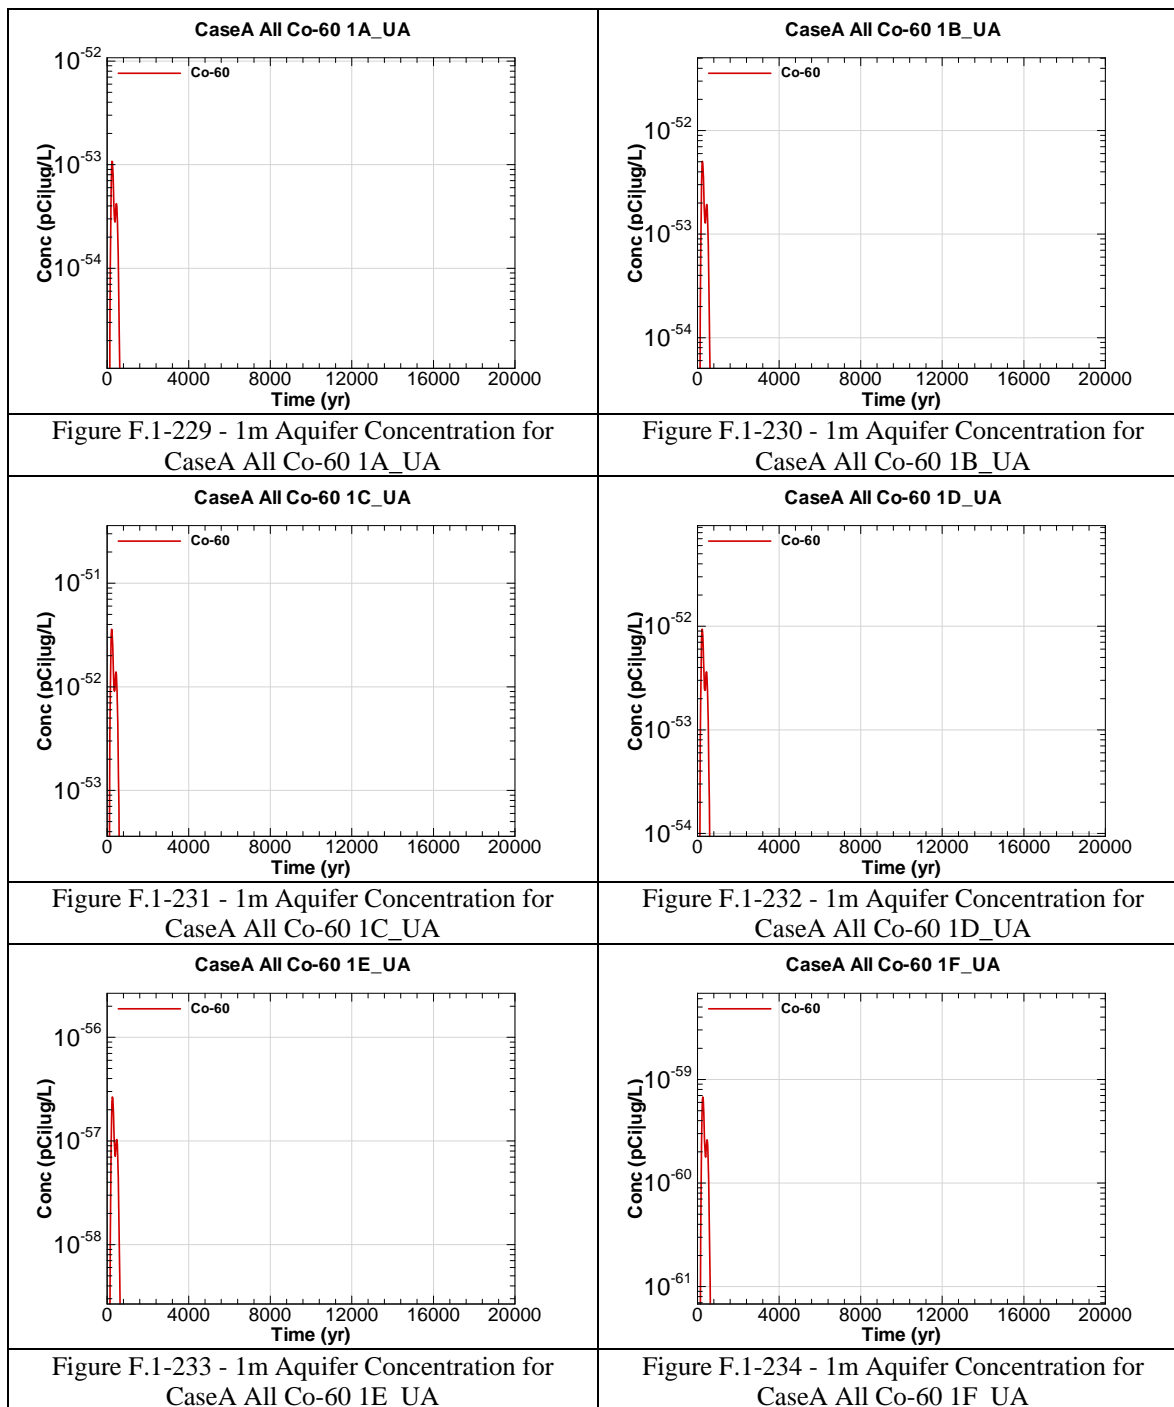 CaseA All Co-60 1A_UA
Co-60
10-52
10-53
10-54
Conc (pCi|ug/L)
0 4000 8000 12000 16000 20000
Time (yr)
Figure F.1-229 - 1m Aquifer Concentration for
CaseA All Co-60 1A_UA
CaseA All Co-60 1B_UA
Co-60
10-52
10-53
10-54
Conc (pCi|ug/L)
0 4000 8000 12000 16000 20000
Time (yr)
Figure F.1-230 - 1m Aquifer Concentration for
CaseA All Co-60 1B_UA
CaseA All Co-60 1C_UA
Co-60
10-51
10-52
10-53
Conc (pCi|ug/L)
0 4000 8000 12000 16000 20000
Time (yr)
Figure F.1-231 - 1m Aquifer Concentration for
CaseA All Co-60 1C_UA
CaseA All Co-60 1D_UA
Co-60
10-52
10-53
10-54
Conc (pCi|ug/L)
0 4000 8000 12000 16000 20000
Time (yr)
Figure F.1-232 - 1m Aquifer Concentration for
CaseA All Co-60 1D_UA
CaseA All Co-60 1E_UA
Co-60
10-56
10-57
10-58
Conc (pCi|ug/L)
0 4000 8000 12000 16000 20000
Time (yr)
Figure F.1-233 - 1m Aquifer Concentration for
CaseA All Co-60 1E_UA
CaseA All Co-60 1F_UA
Co-60
10-59
10-60
10-61
Conc (pCi|ug/L)
0 4000 8000 12000 16000 20000
Time (yr)
Figure F.1-234 - 1m Aquifer Concentration for
CaseA All Co-60 1F_UA